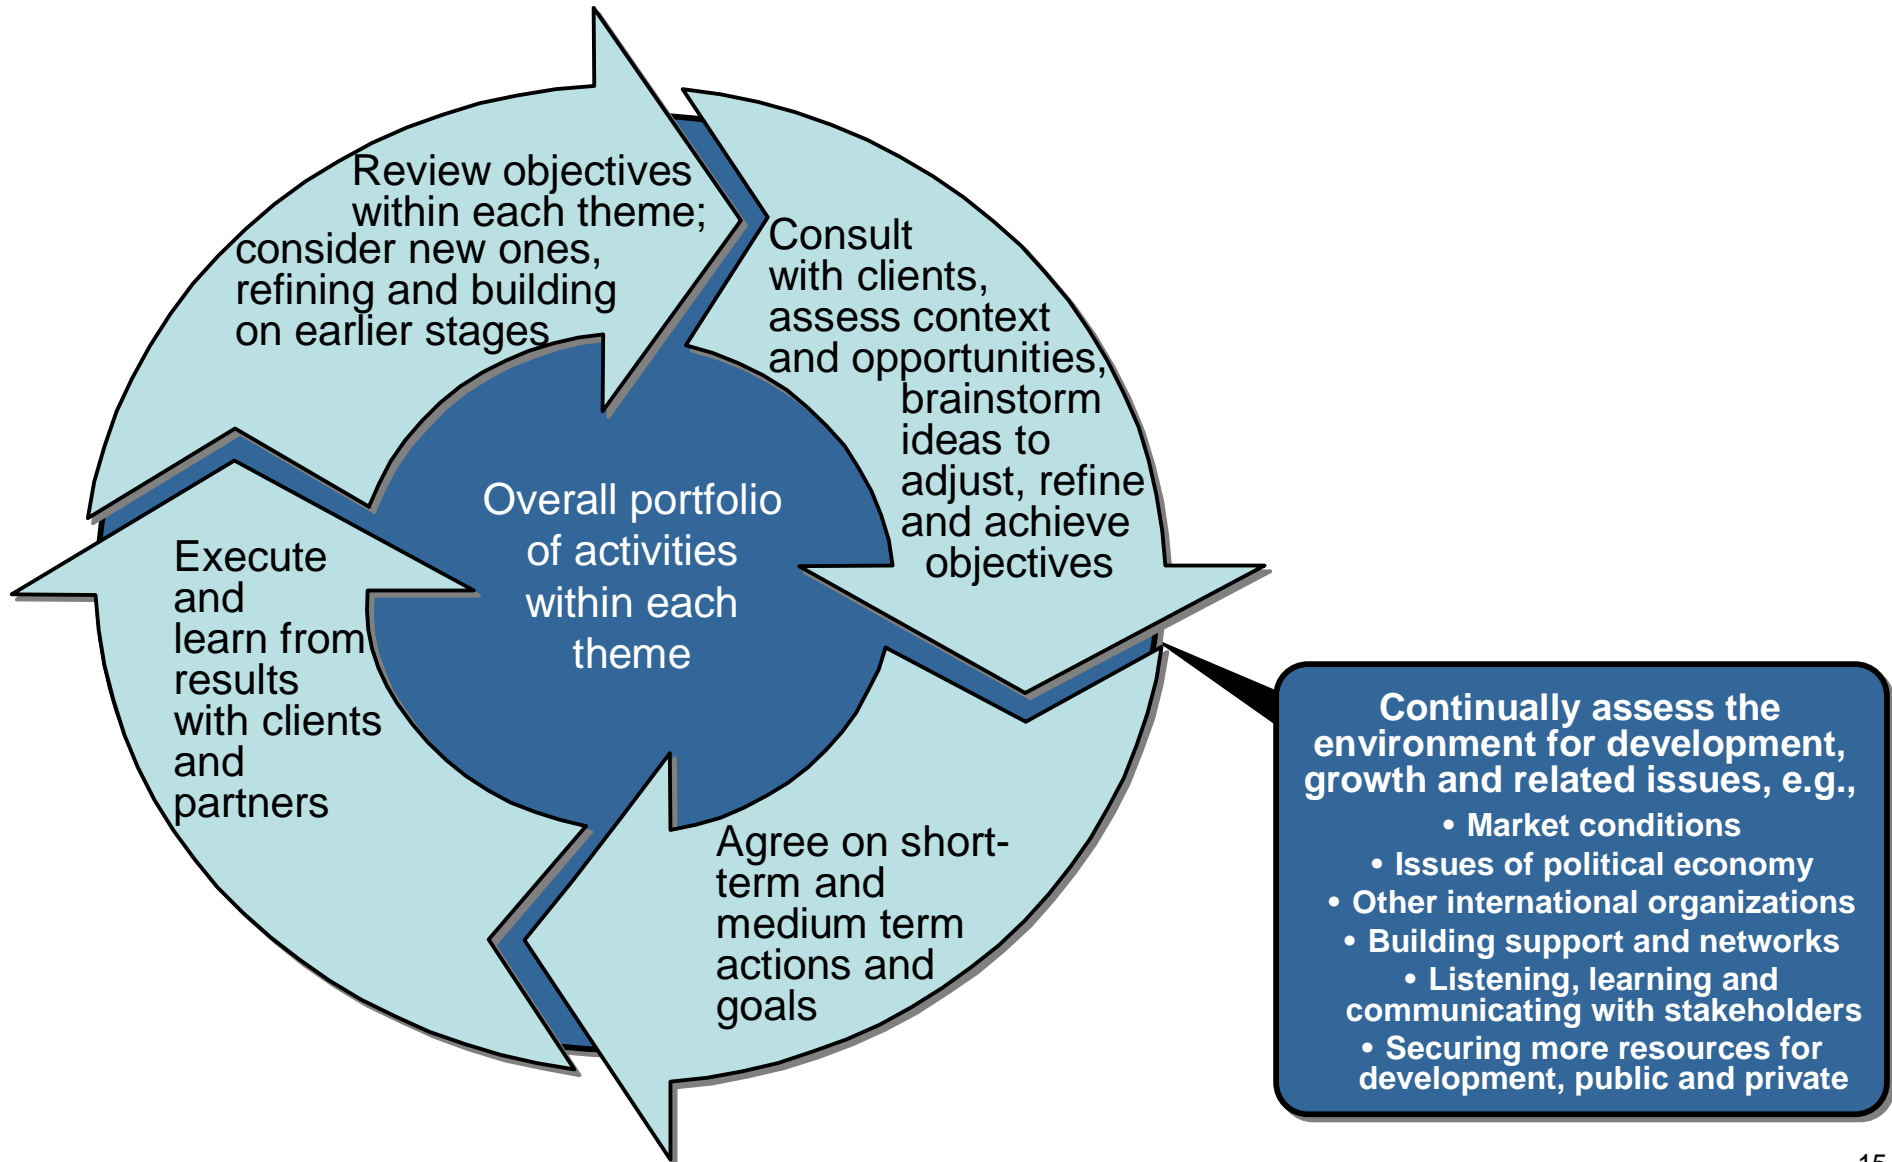 Review objectives
within each theme;
consider new ones,
refining and building
on earlier stages
Consult
with clients,
assess context
and opportunities,
brainstorm
ideas to
adjust, refine
and achieve
objectives
Overall portfolio
of activities
within each
theme
Execute
and
learn from
results
with clients
and
partners
Agree on short-
term and
medium term
actions and
goals
Continually assess the
environment for development,
growth and related issues, e.g.,
• Market conditions
• Issues of political economy
• Other international organizations
• Building support and networks
• Listening, learning and
communicating with stakeholders
• Securing more resources for
development, public and private
15